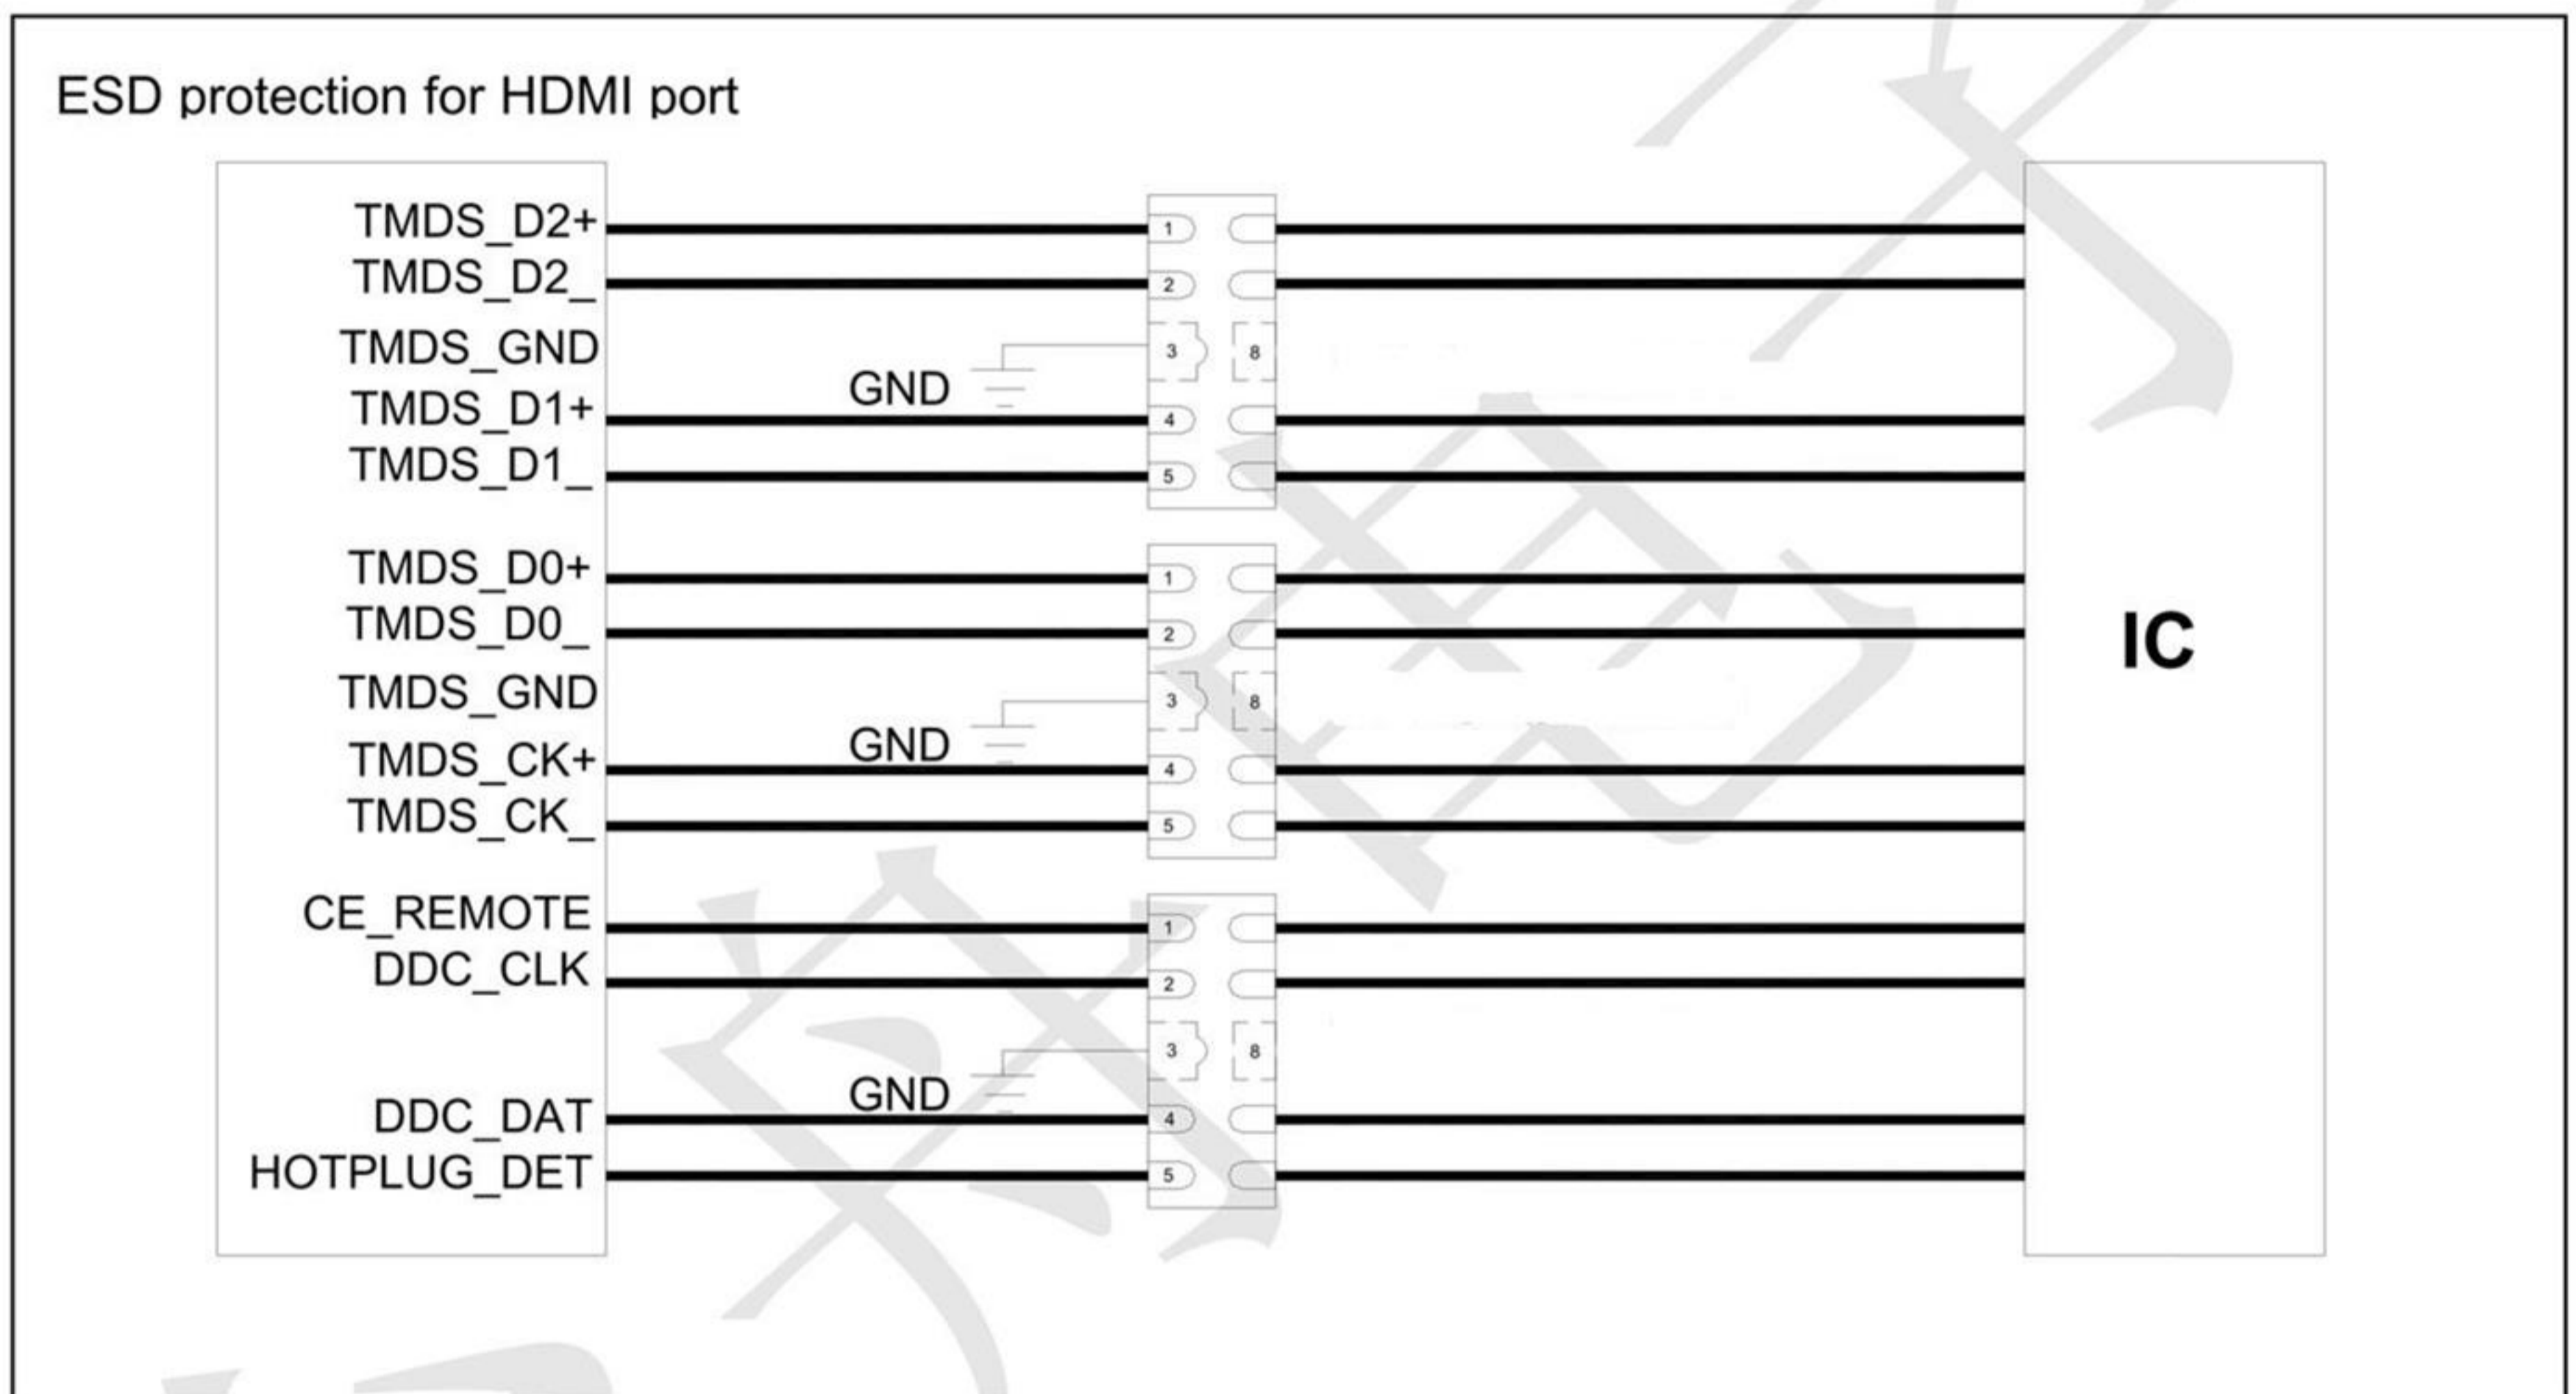 ESD protection for HDMI port
TMDS_D2+
TMDS_D2_
TMDS_GND
TMDS_D1+
TMDS_D1_
TMDS_D0+
TMDS_D0_
TMDS_GND
TMDS_CK+
TMDS_CK_
CE_REMOTE
DDC_CLK
DDC_DAT
HOTPLUG_DET
GND
GND
GND
1
2
3 8
4
5
1
2
3 8
4
5
1
2
3 8
4
5
IC